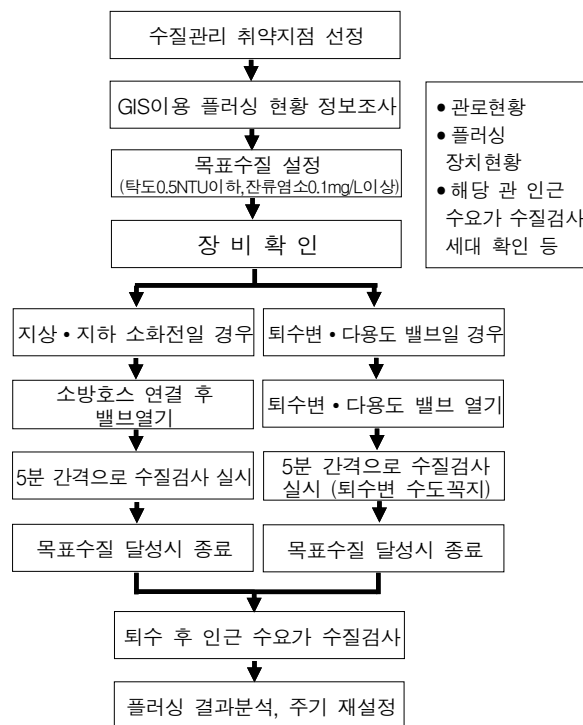 수질관리 취약지점 선정
GIS이용 플러싱 현황 정보조사
목표수질 설정
(탁도0.5NTU이하,잔류염소0.1mg/L이상)
장 비 확 인
• 관로현황
• 플러싱
장치현황
• 해당 관 인근
수요가 수질검사
세대 확인 등
지상•지하 소화전일 경우
퇴수변•다용도 밸브일 경우
소방호스 연결 후
밸브열기
퇴수변•다용도 밸브 열기
5분 간격으로 수질검사 실시
5분 간격으로 수질검사
실시 (퇴수변 수도꼭지)
목표수질 달성시 종료
목표수질 달성시 종료
퇴수 후 인근 수요가 수질검사
플러싱 결과분석, 주기 재설정